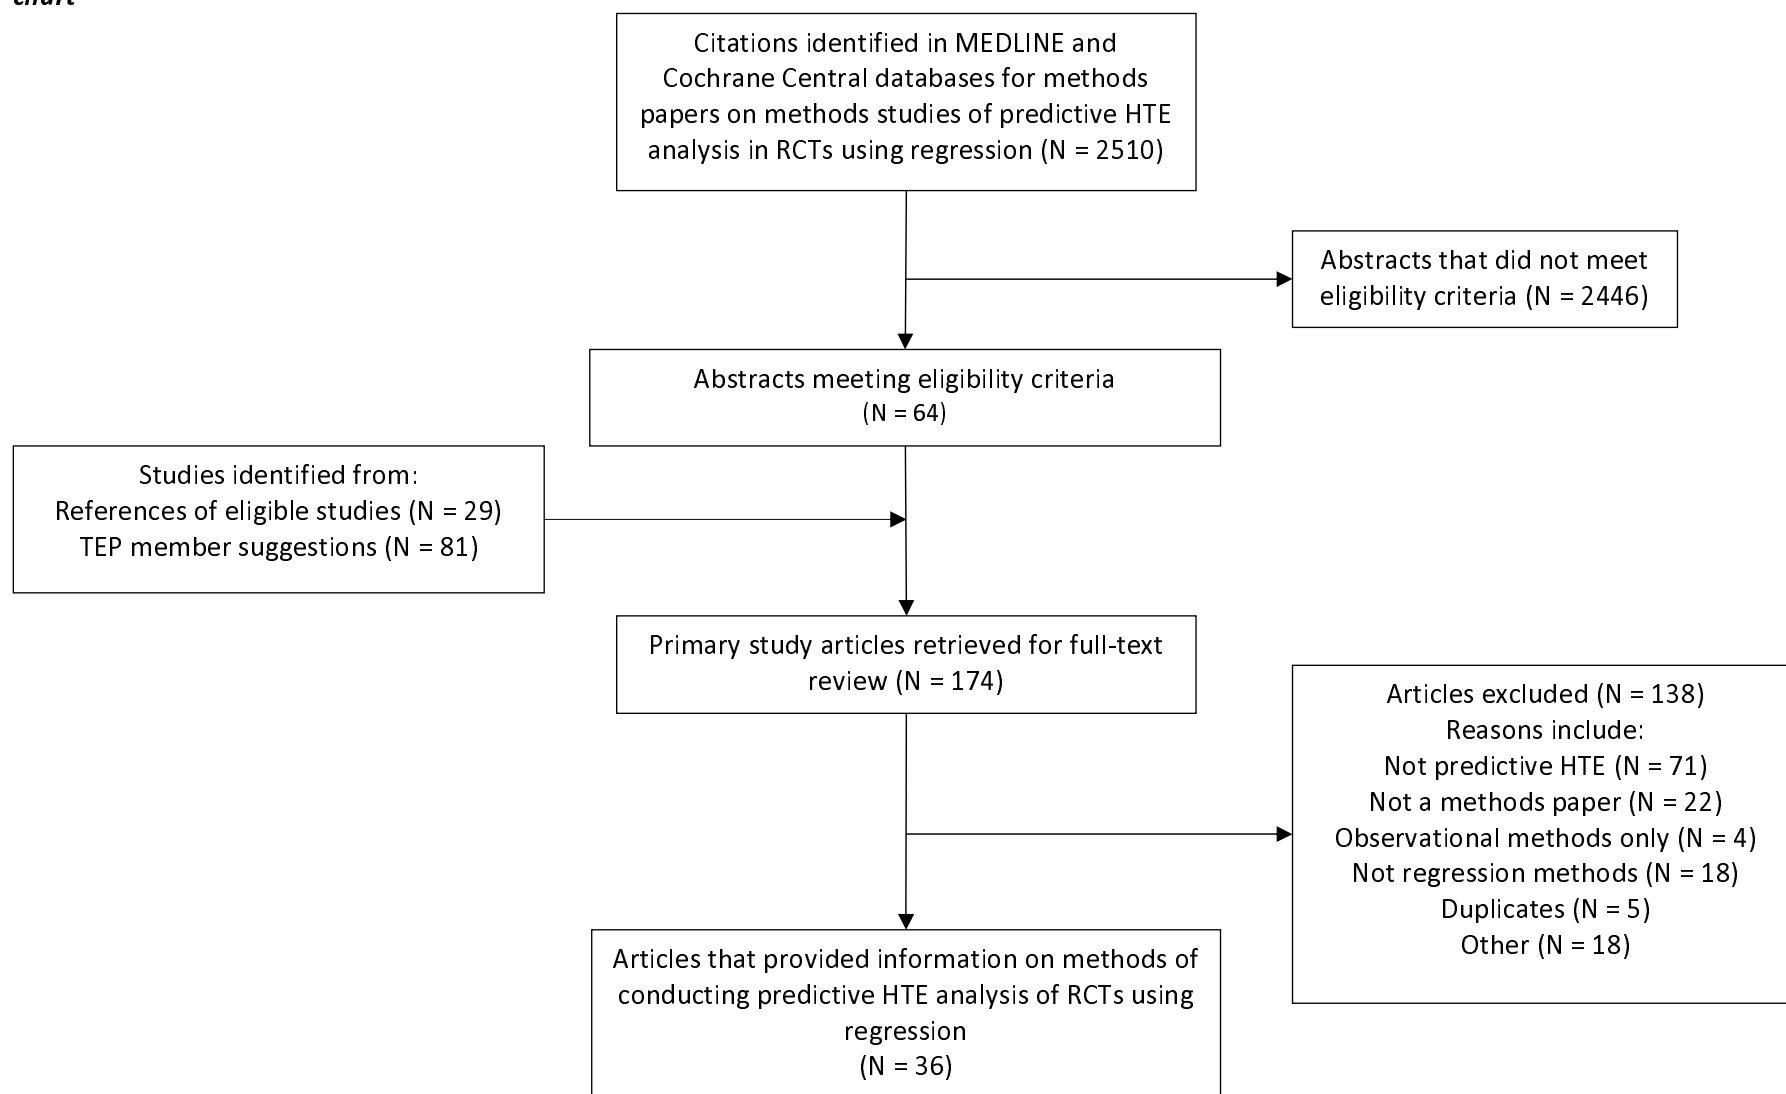 chart
Citations identified in MEDLINE and
Cochrane Central databases for methods
papers on methods studies of predictive HTE
analysis in RCTs using regression (N = 2510)
Abstracts that did not meet
eligibility criteria (N = 2446)
Abstracts meeting eligibility criteria
(N = 64)
Studies identified from:
References of eligible studies (N = 29)
TEP member suggestions (N = 81)
Primary study articles retrieved for full-text
review (N = 174)
Articles excluded (N = 138)
Reasons include:
Not predictive HTE (N = 71)
Not a methods paper (N = 22)
Observational methods only (N = 4)
Not regression methods (N = 18)
Duplicates (N = 5)
Other (N = 18)
Articles that provided information on methods of
conducting predictive HTE analysis of RCTs using
regression
(N = 36)